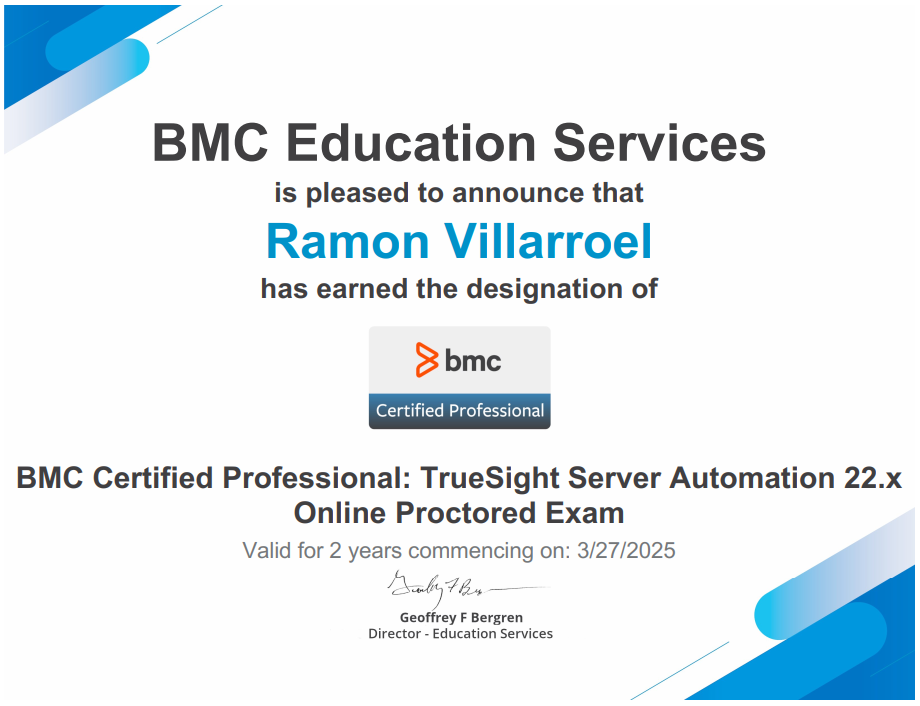 BMC Education Services
is pleased to announce that
Ramon Villarroel
has earned the designation of
bmc
Certified Professional
BMC Certified Professional: TrueSight Server Automation 22.x
Online Proctored Exam
Valid for 2 years commencing on: 3/27/2025
Geoffrey F Bergren
Director - Education Services